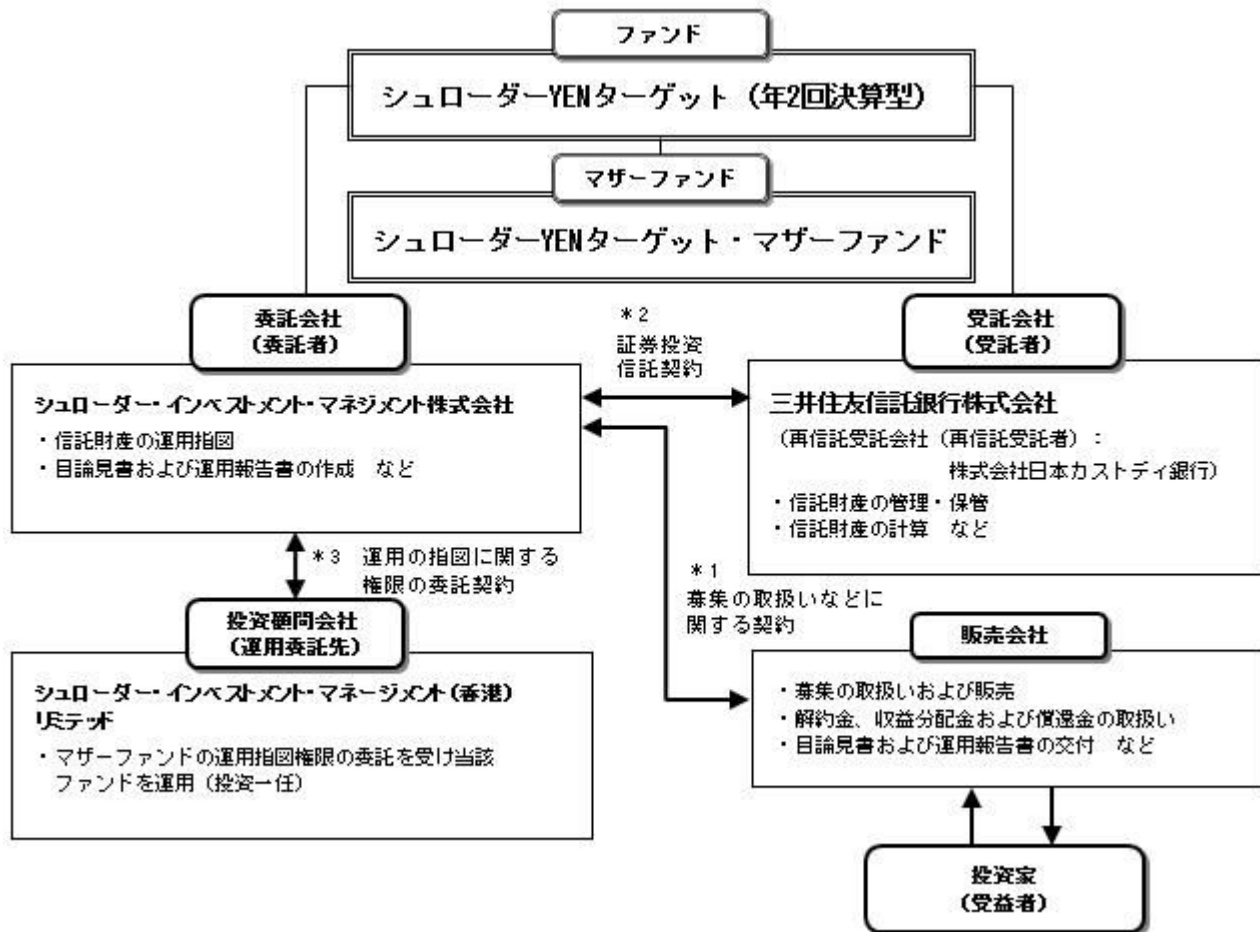 ファンド
シュローダーYENターゲット（年2回決算型）
マザーファンド
シュローダーYENターゲット・マザーファンド
委託会社
（委託者）
シュローダー・インベストメント・マネジメント株式会社
・信託財産の運用指図
・目論見書および運用報告書の作成　など
＊2
証券投資
信託契約
受託会社
（受託者）
三井住友信託銀行株式会社
（再信託受託会社（再信託受託者）：
株式会社日本カストディ銀行）
・信託財産の管理・保管
・信託財産の計算　など
＊3　運用の指図に関する
権限の委託契約
投資顧問会社
（運用委託先）
シュローダー・インベストメント・マネージメント（香港）
リミテッド
・マザーファンドの運用指図権限の委託を受け当該
ファンドを運用（投資一任）
＊1
募集の取扱いなどに
関する契約
販売会社
・募集の取扱いおよび販売
・解約金、収益分配金および償還金の取扱い
・目論見書および運用報告書の交付　など
投資家
（受益者）